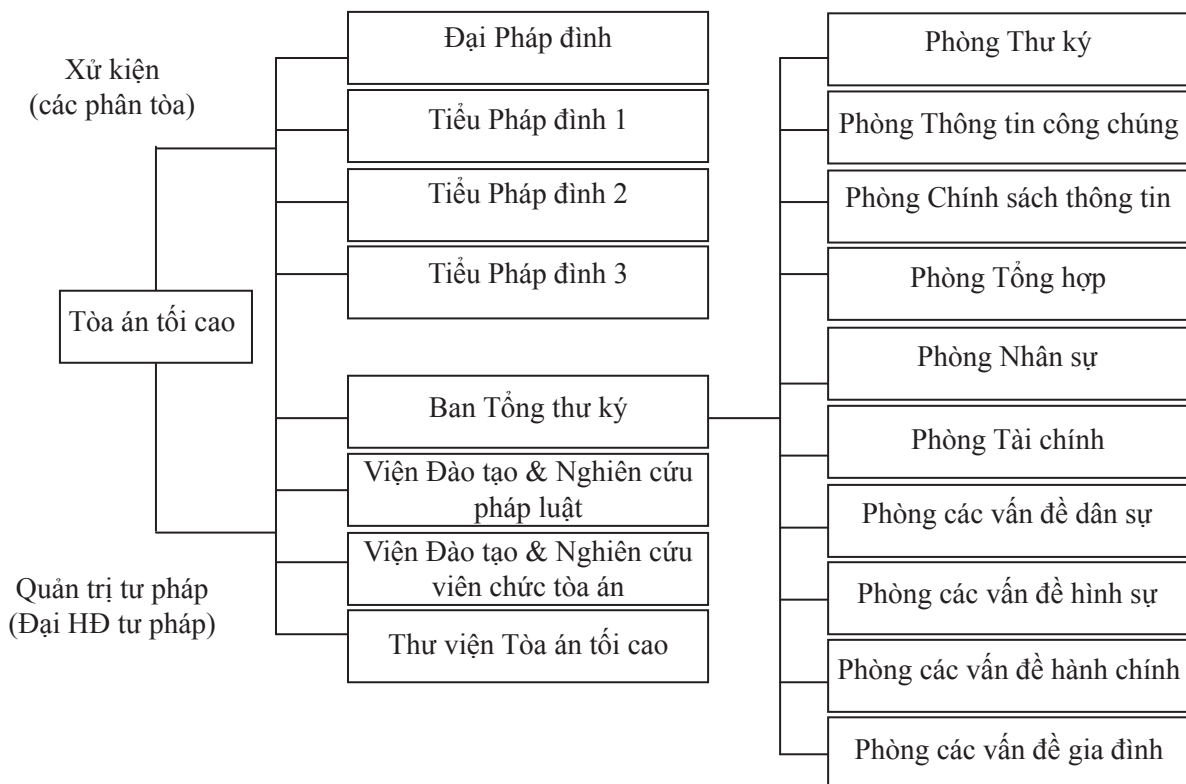 Xử kiện
(các phân tòa)
Tòa án tối cao
Quản trị tư pháp
(Đại HĐ tư pháp)
Đại Pháp đình
Tiểu Pháp đình 1
Tiểu Pháp đình 2
Tiểu Pháp đình 3
Ban Tổng thư ký
Viện Đào tạo & Nghiên cứu
pháp luật
Viện Đào tạo & Nghiên cứu
viên chức tòa án
Thư viện Tòa án tối cao
Phòng Thư ký
Phòng Thông tin công chúng
Phòng Chính sách thông tin
Phòng Tổng hợp
Phòng Nhân sự
Phòng Tài chính
Phòng các vấn đề dân sự
Phòng các vấn đề hình sự
Phòng các vấn đề hành chính
Phòng các vấn đề gia đình